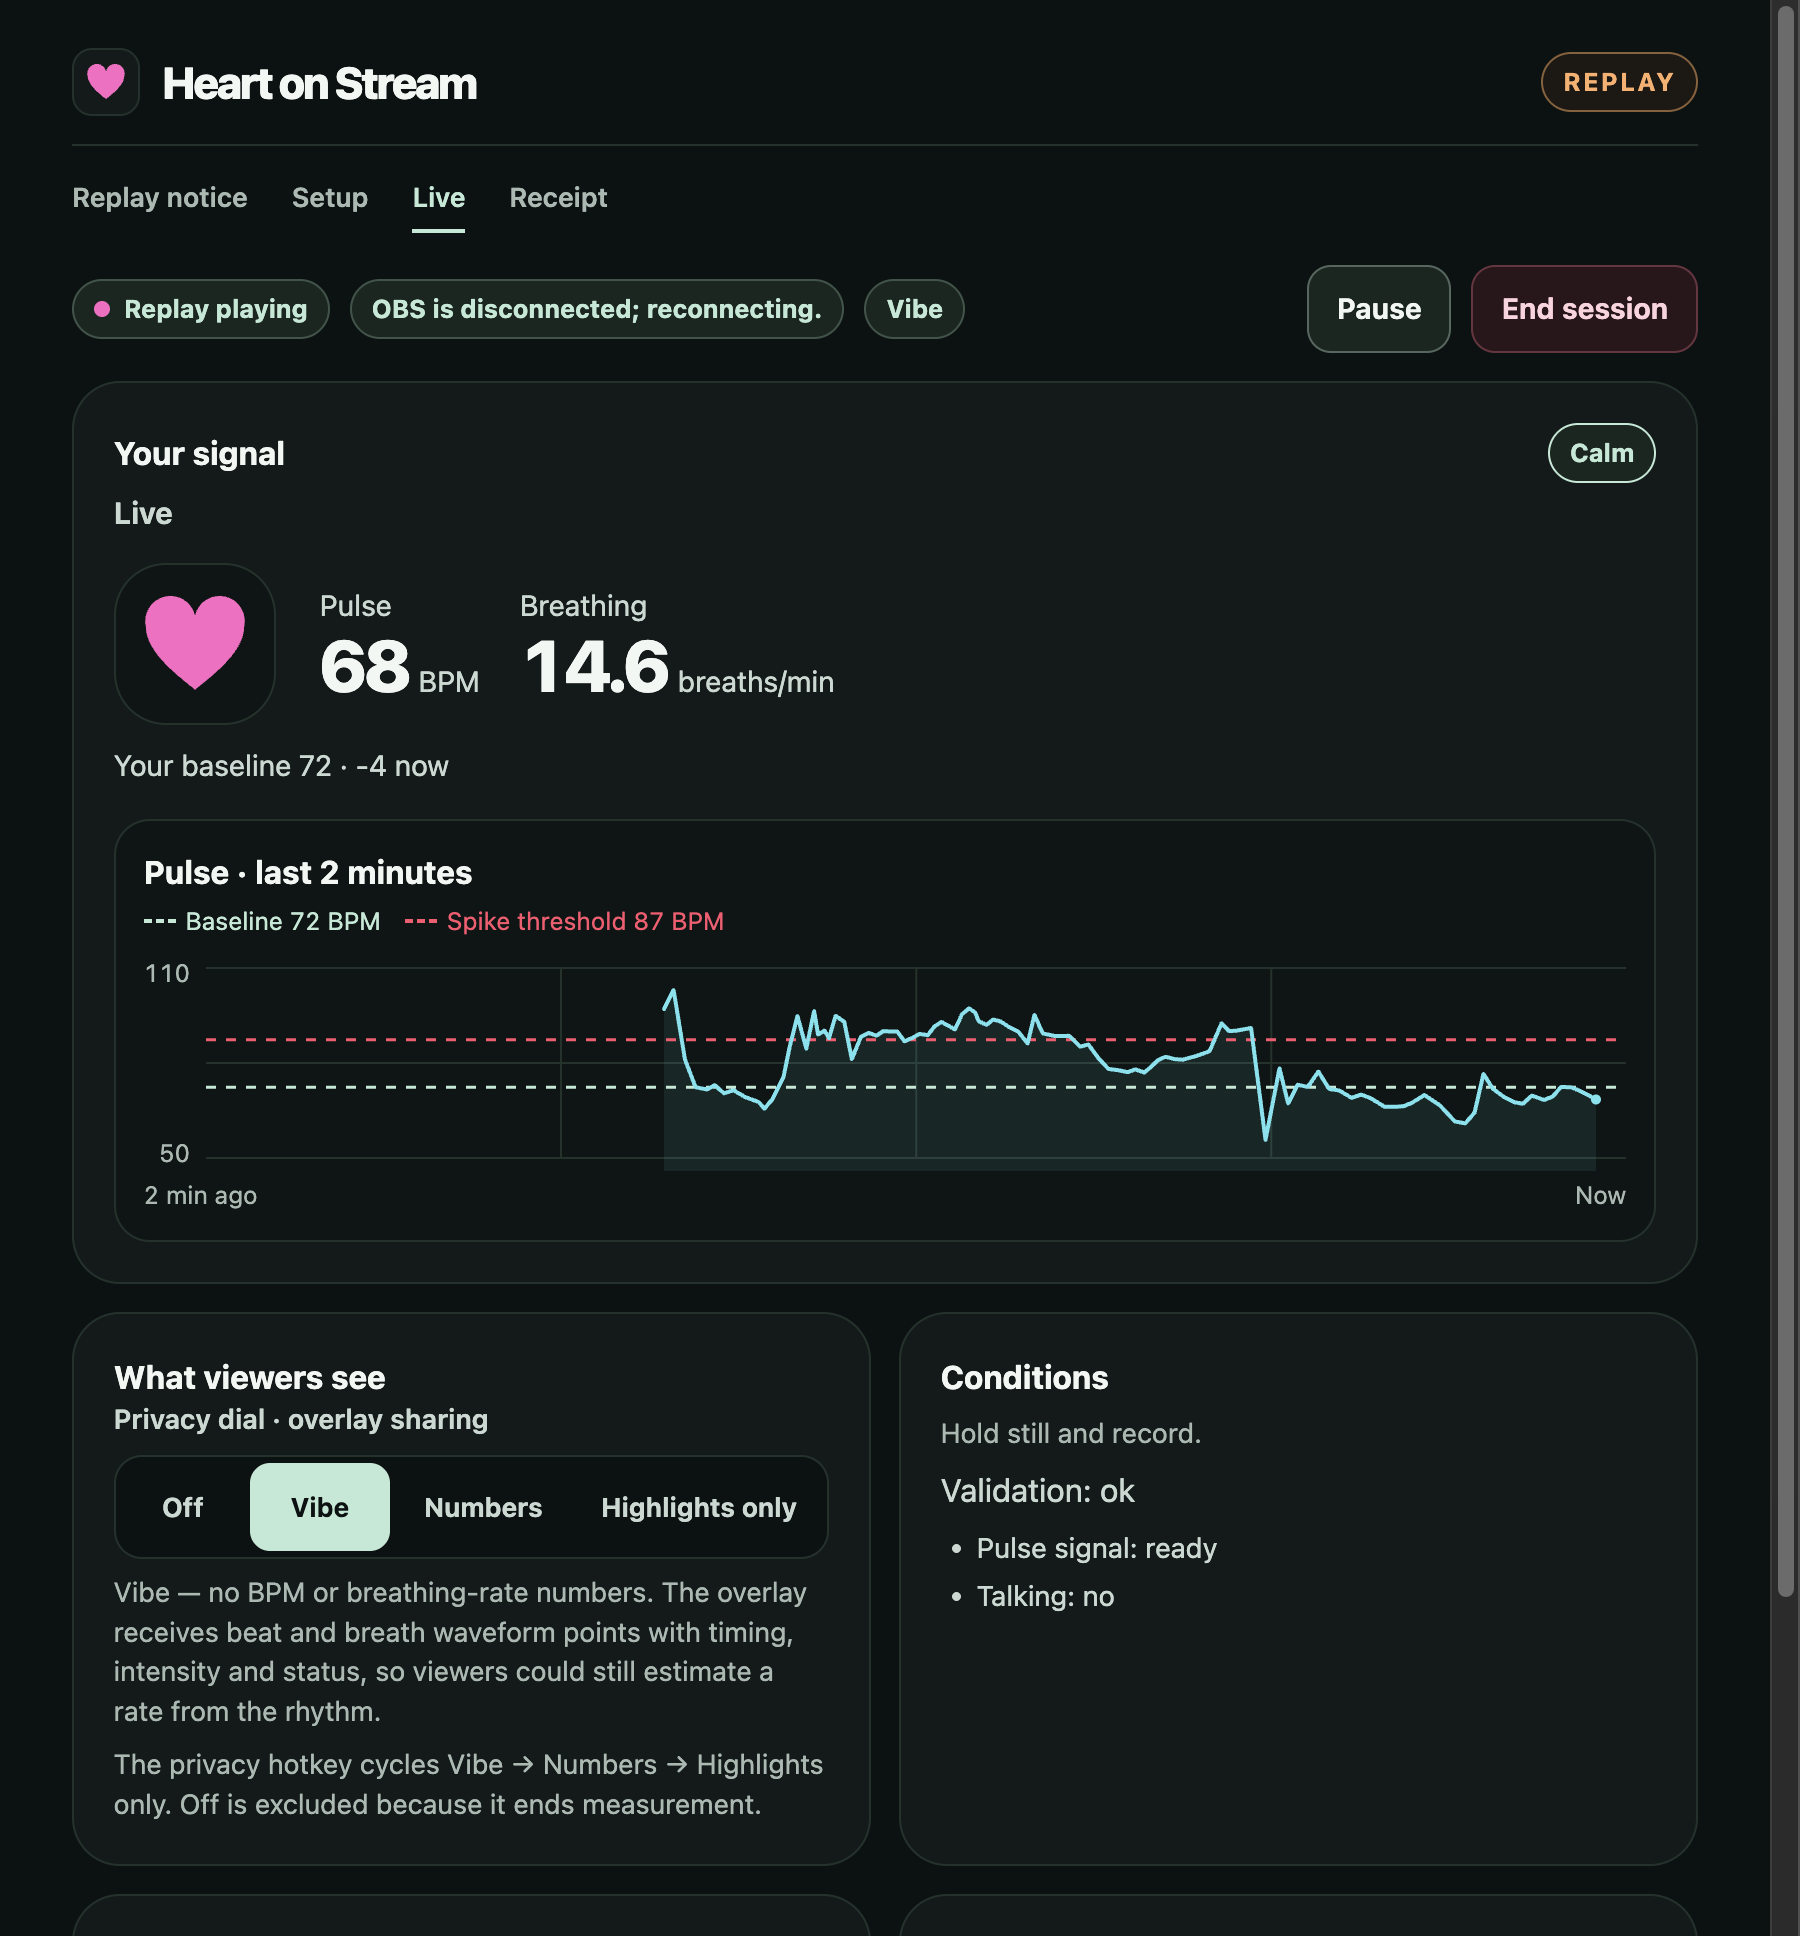 Heart on Stream
REPLAY
Replay notice
Setup
Live
Receipt
Replay playing
OBS is disconnected; reconnecting.
Vibe
Pause
End session
Your signal
Calm
Live
Pulse
68 BPM
Breathing
14.6 breaths/min
Your baseline 72 · -4 now
Pulse · last 2 minutes
--- Baseline 72 BPM
--- Spike threshold 87 BPM
110
50
2 min ago
Now
What viewers see
Privacy dial · overlay sharing
Off
Vibe
Numbers
Highlights only
Vibe — no BPM or breathing-rate numbers. The overlay
receives beat and breath waveform points with timing,
intensity and status, so viewers could still estimate a
rate from the rhythm.
The privacy hotkey cycles Vibe → Numbers → Highlights
only. Off is excluded because it ends measurement.
Conditions
Hold still and record.
Validation: ok
• Pulse signal: ready
• Talking: no